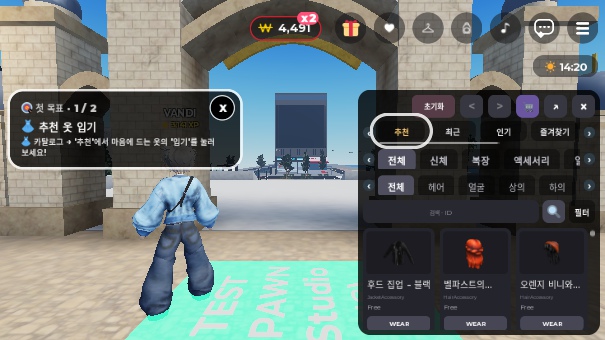 ₩ 4,491 x2
14:20
첫 목표 · 1 / 2
X
추천 옷 입기
카탈로그 → '추천'에서 마음에 드는 옷의 '입기'를 눌러
보세요!
초기화 < > x
추천 최근 인기 즐겨찾기
전체 신체 복장 액세서리
전체 헤어 얼굴 상의 하의
필터
후드 집업 - 블랙 벨파스트의... 오렌지 비니와...
Free Free Free
WEAR WEAR WEAR
TEST
PAWN
Studio